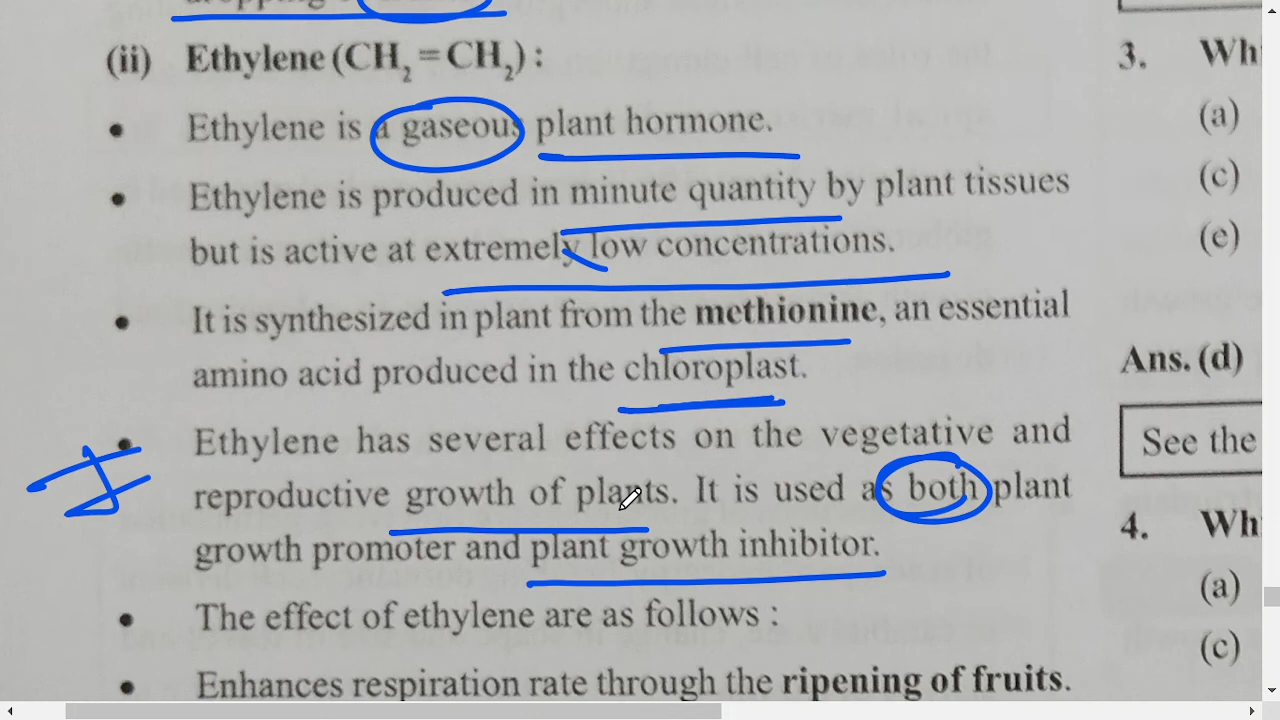 (ii) Ethylene (CH₂ = CH₂) :
• Ethylene is a gaseous plant hormone.
• Ethylene is produced in minute quantity by plant tissues
but is active at extremely low concentrations.
• It is synthesized in plant from the methionine, an essential
amino acid produced in the chloroplast.
• Ethylene has several effects on the vegetative and
reproductive growth of plants. It is used as both plant
growth promoter and plant growth inhibitor.
• The effect of ethylene are as follows :
• Enhances respiration rate through the ripening of fruits.
3.
(a)
(c)
(e)
Ans. (d)
See the
4.
(a)
(c)